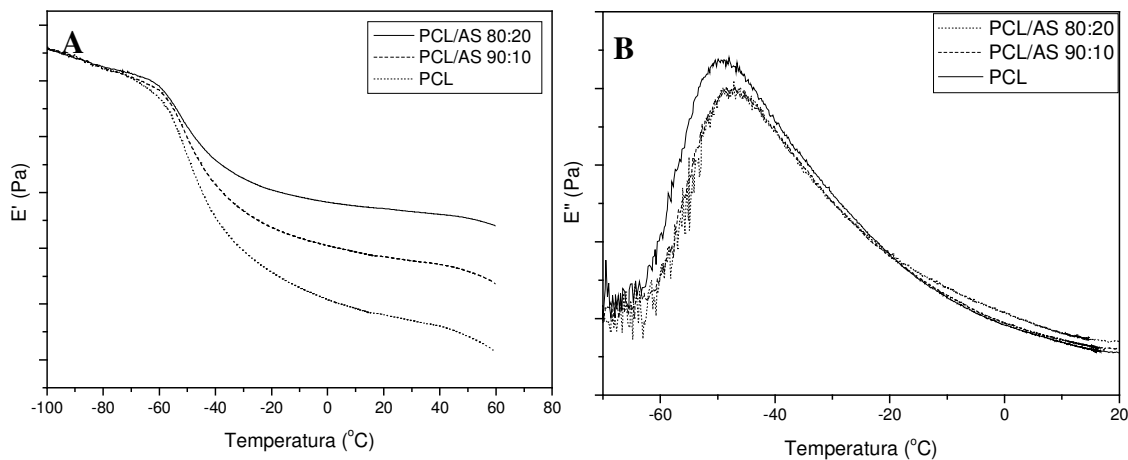 A
PCL/AS 80:20
PCL/AS 90:10
PCL
E' (Pa)
-100 -80 -60 -40 -20 0 20 40 60 80
Temperatura (°C)
B
PCL/AS 80:20
PCL/AS 90:10
PCL
E" (Pa)
-60 -40 -20 0 20
Temperatura (°C)